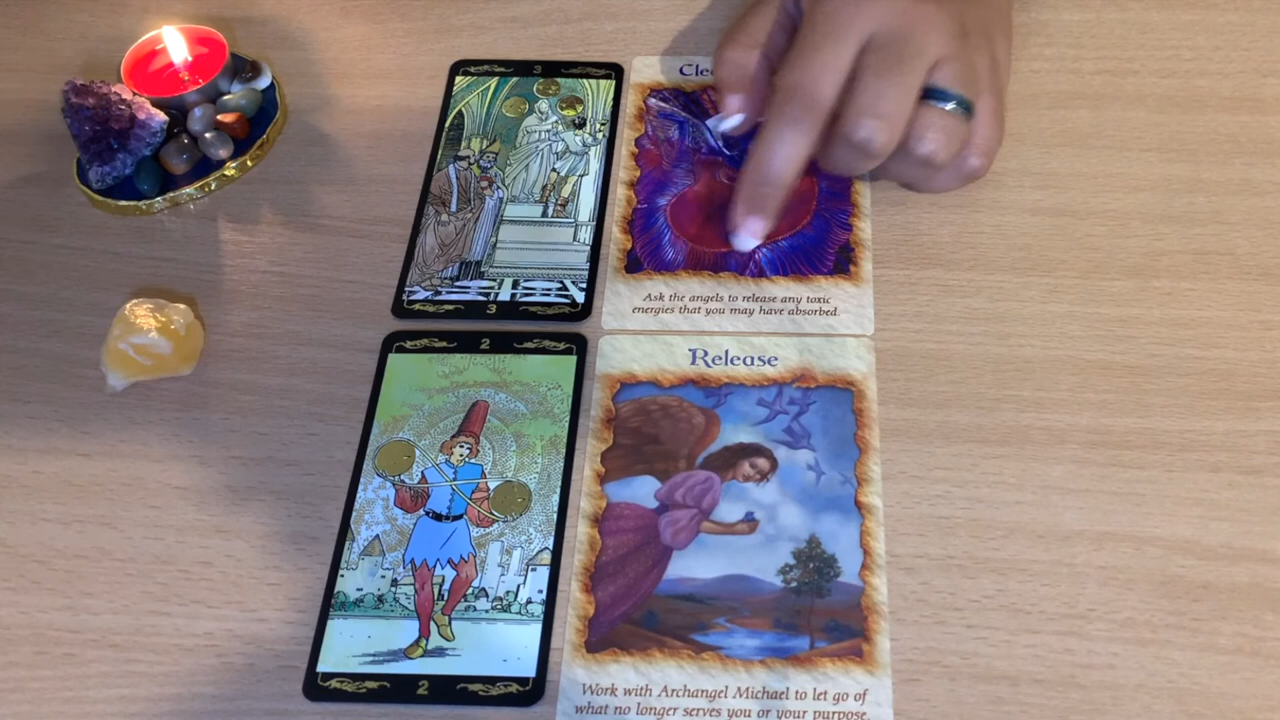 3
3
Ask the angels to release any toxic
energies that you may have absorbed.
2
2
Release
Work with Archangel Michael to let go of
what no longer serves you or your purpose.